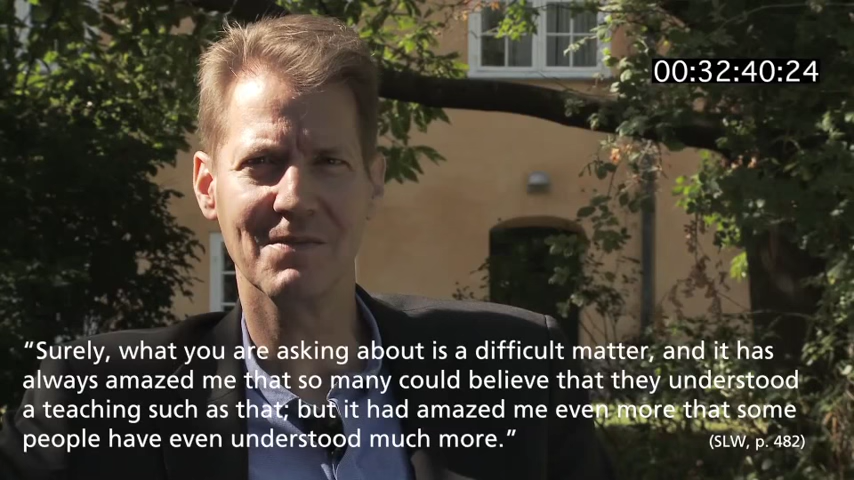 00:32:40:24
“Surely, what you are asking about is a difficult matter, and it has
always amazed me that so many could believe that they understood
a teaching such as that; but it had amazed me even more that some
people have even understood much more.” (SLW, p. 482)